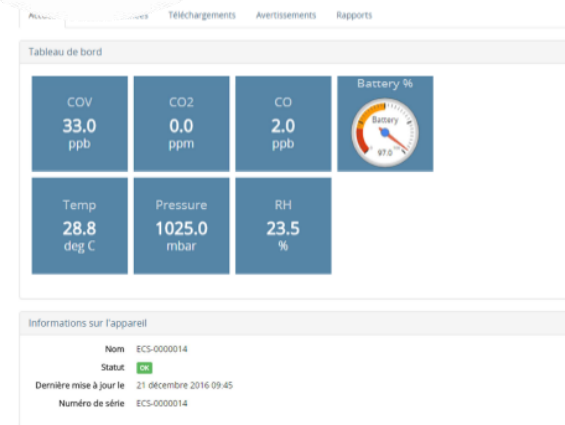 Téléchargements Avertissements Rapports
Tableau de bord
COV
33.0
ppb
CO2
0.0
ppm
CO
2.0
ppb
Battery %
Battery
97.0
Temp
28.8
deg C
Pressure
1025.0
mbar
RH
23.5
%
Informations sur l'appareil
Nom ECS-0000014
Statut OK
Dernière mise à jour le 21 décembre 2016 09:45
Numéro de série ECS-0000014